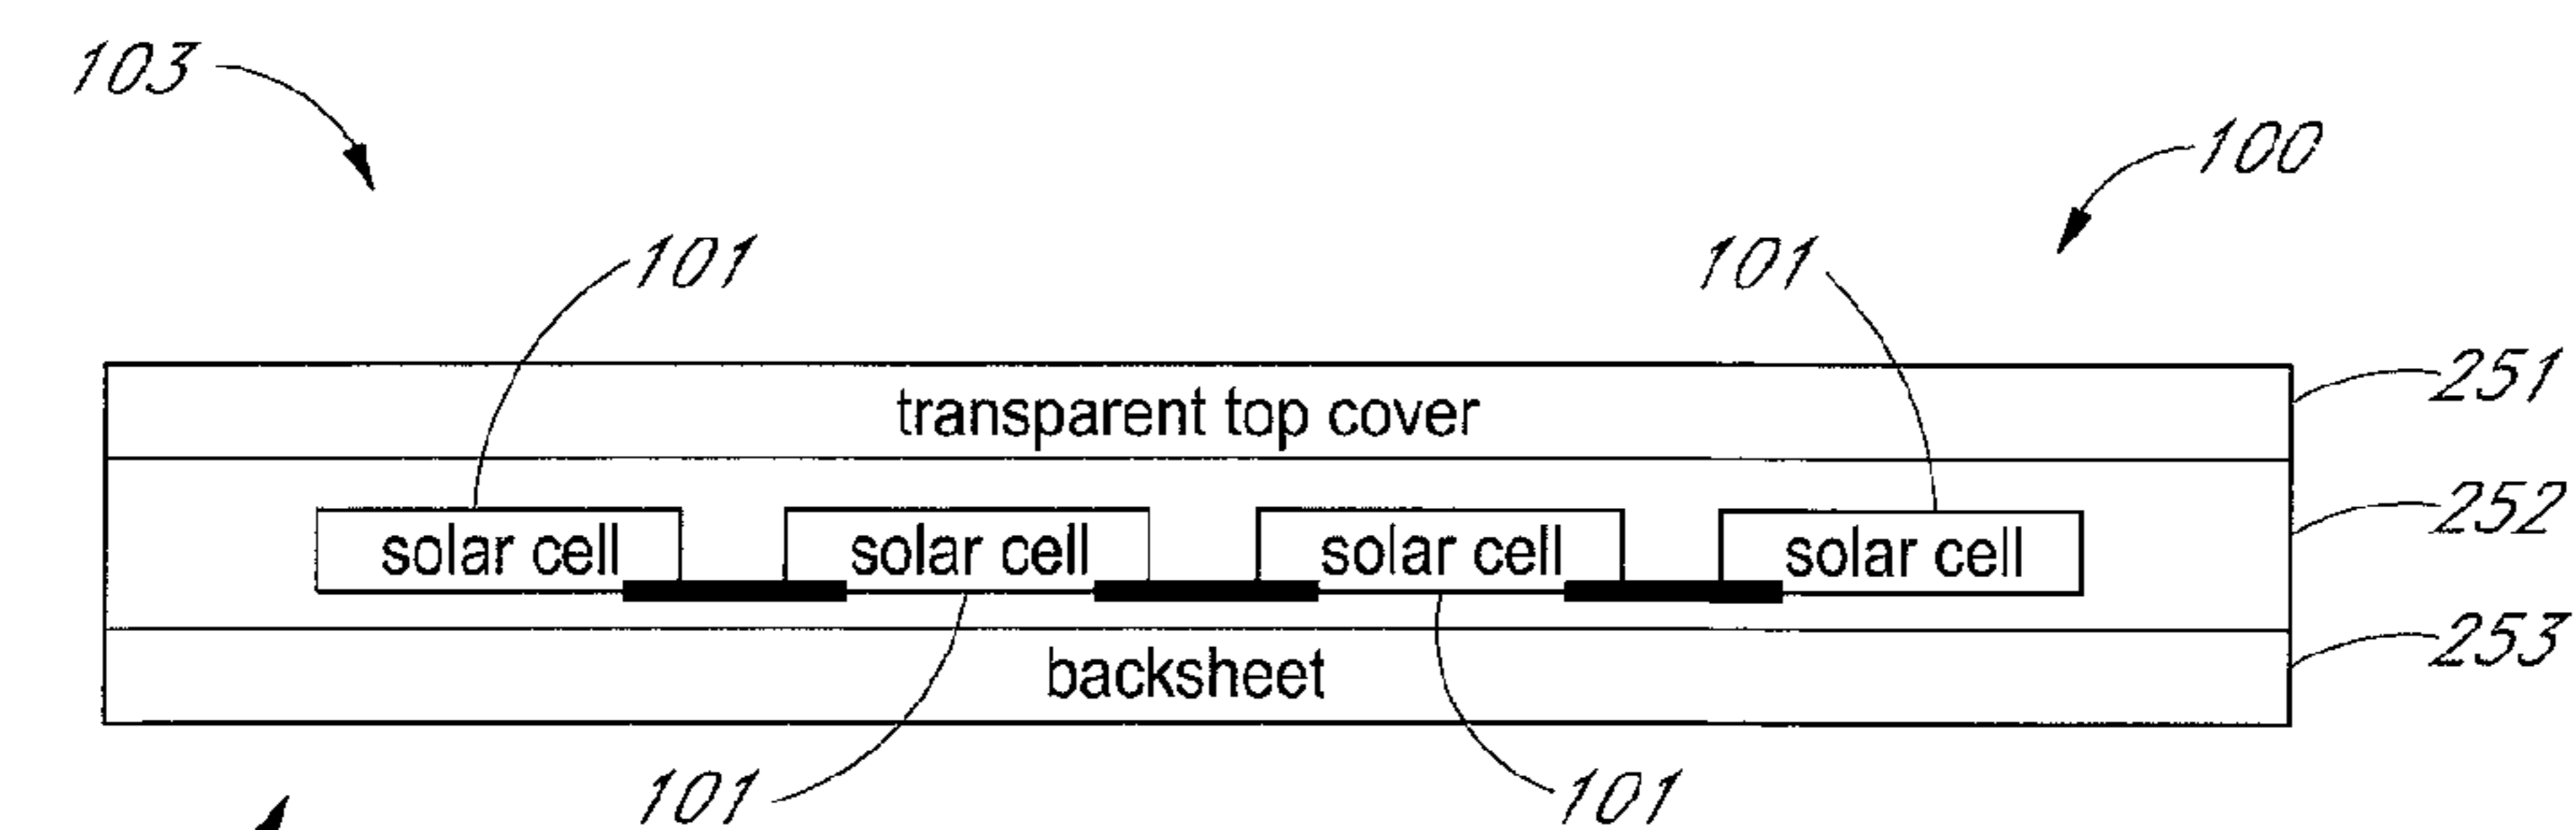 103
100
101 101
251
transparent top cover
252
solar cell solar cell solar cell solar cell
253
backsheet
101 101